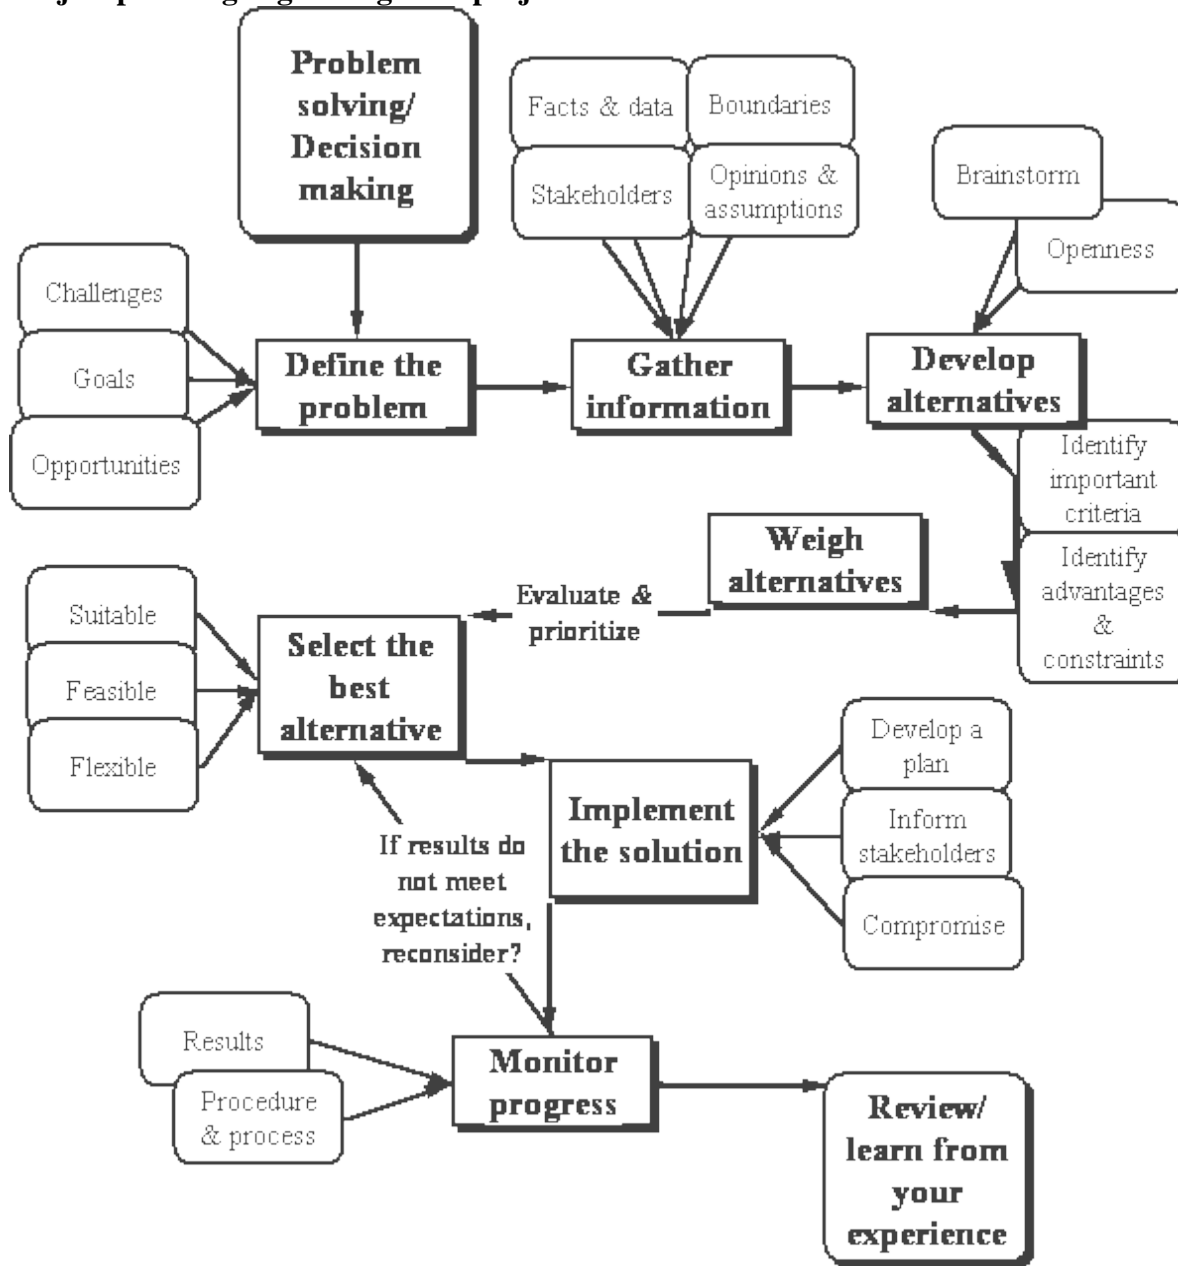 Problem
solving/
Decision
making
Facts & data
Boundaries
Stakeholders
Opinions &
assumptions
Brainstorm
Openness
Challenges
Goals
Opportunities
Define the
problem
Gather
information
Develop
alternatives
Identify
important
criteria
Identify
advantages
&
constraints
Weigh
alternatives
Evaluate &
prioritize
Suitable
Feasible
Flexible
Select the
best
alternative
Develop a
plan
Inform
stakeholders
Compromise
Implement
the solution
If results do
not meet
expectations,
reconsider?
Results
Procedure
& process
Monitor
progress
Review/
learn from
your
experience